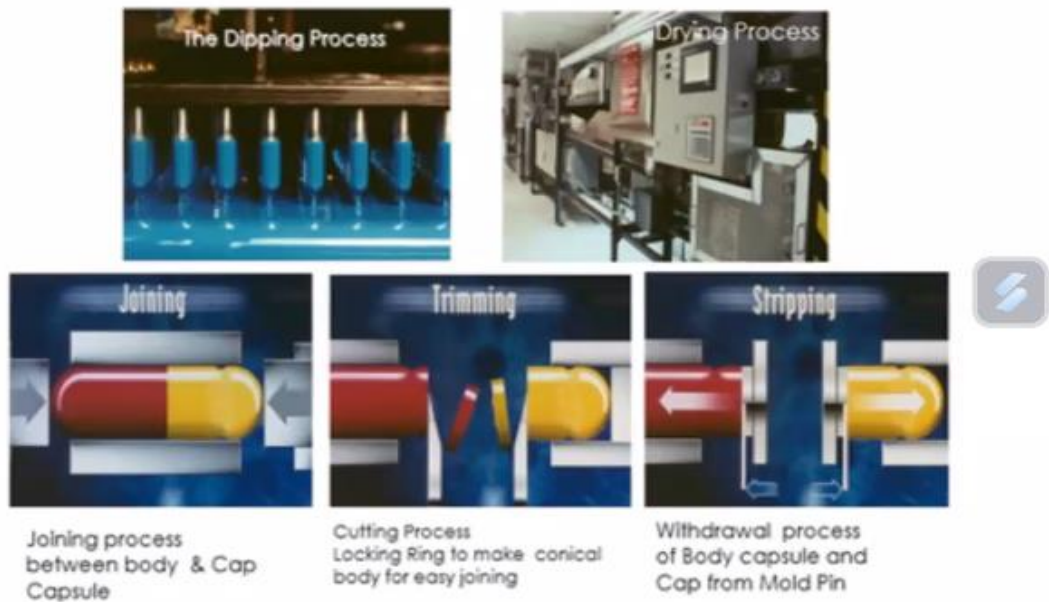 The Dipping Process
Drying Process
Joining
Trimming
Stripping
Joining process
between body & Cap
Capsule
Cutting Process
Locking Ring to make conical
body for easy joining
Withdrawal process
of Body capsule and
Cap from Mold Pin